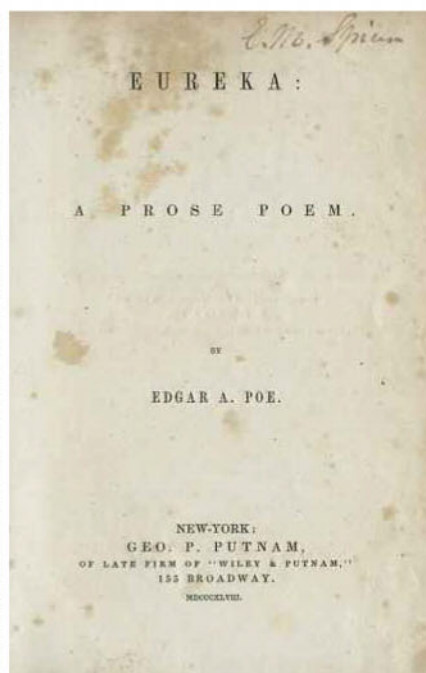 E. M.
EUREKA:
A PROSE POEM.
BY
EDGAR A. POE.
NEW-YORK:
GEO. P. PUTNAM,
OF LATE FIRM OF "WILEY & PUTNAM,"
155 BROADWAY.
MDCCCXLVIII.